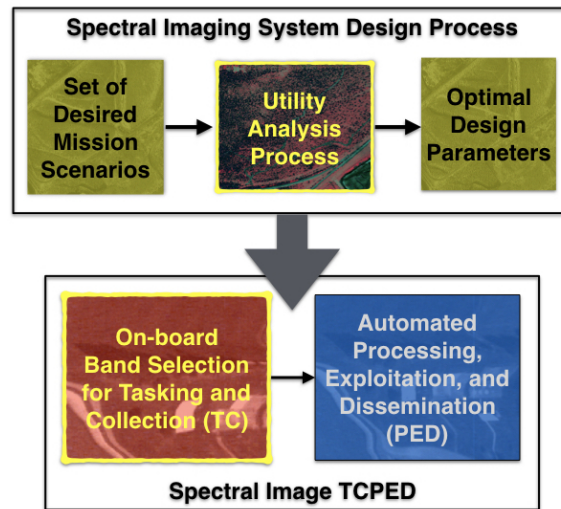 Spectral Imaging System Design Process
Set of
Desired
Mission
Scenarios
Utility
Analysis
Process
Optimal
Design
Parameters
On-board
Band Selection
for Tasking and
Collection (TC)
Automated
Processing,
Exploitation, and
Dissemination
(PED)
Spectral Image TCPED